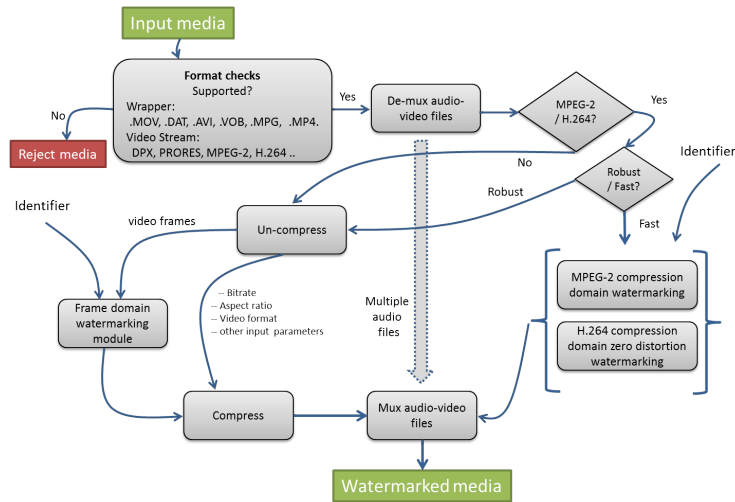 Input media
Format checks
Supported?
Wrapper:
.MOV, .DAT, .AVI, .VOB, .MPG, .MP4.
Video Stream:
DPX, PRORES, MPEG-2, H.264 ..
No
Reject media
Yes
De-mux audio-
video files
MPEG-2
/ H.264?
Yes
No
Robust
/ Fast?
Identifier
Robust
Fast
Identifier
video frames
Un-compress
-- Bitrate
-- Aspect ratio
-- Video format
-- other input parameters
Multiple
audio
files
MPEG-2 compression
domain watermarking
H.264 compression
domain zero distortion
watermarking
Frame domain
watermarking
module
Compress
Mux audio-video
files
Watermarked media